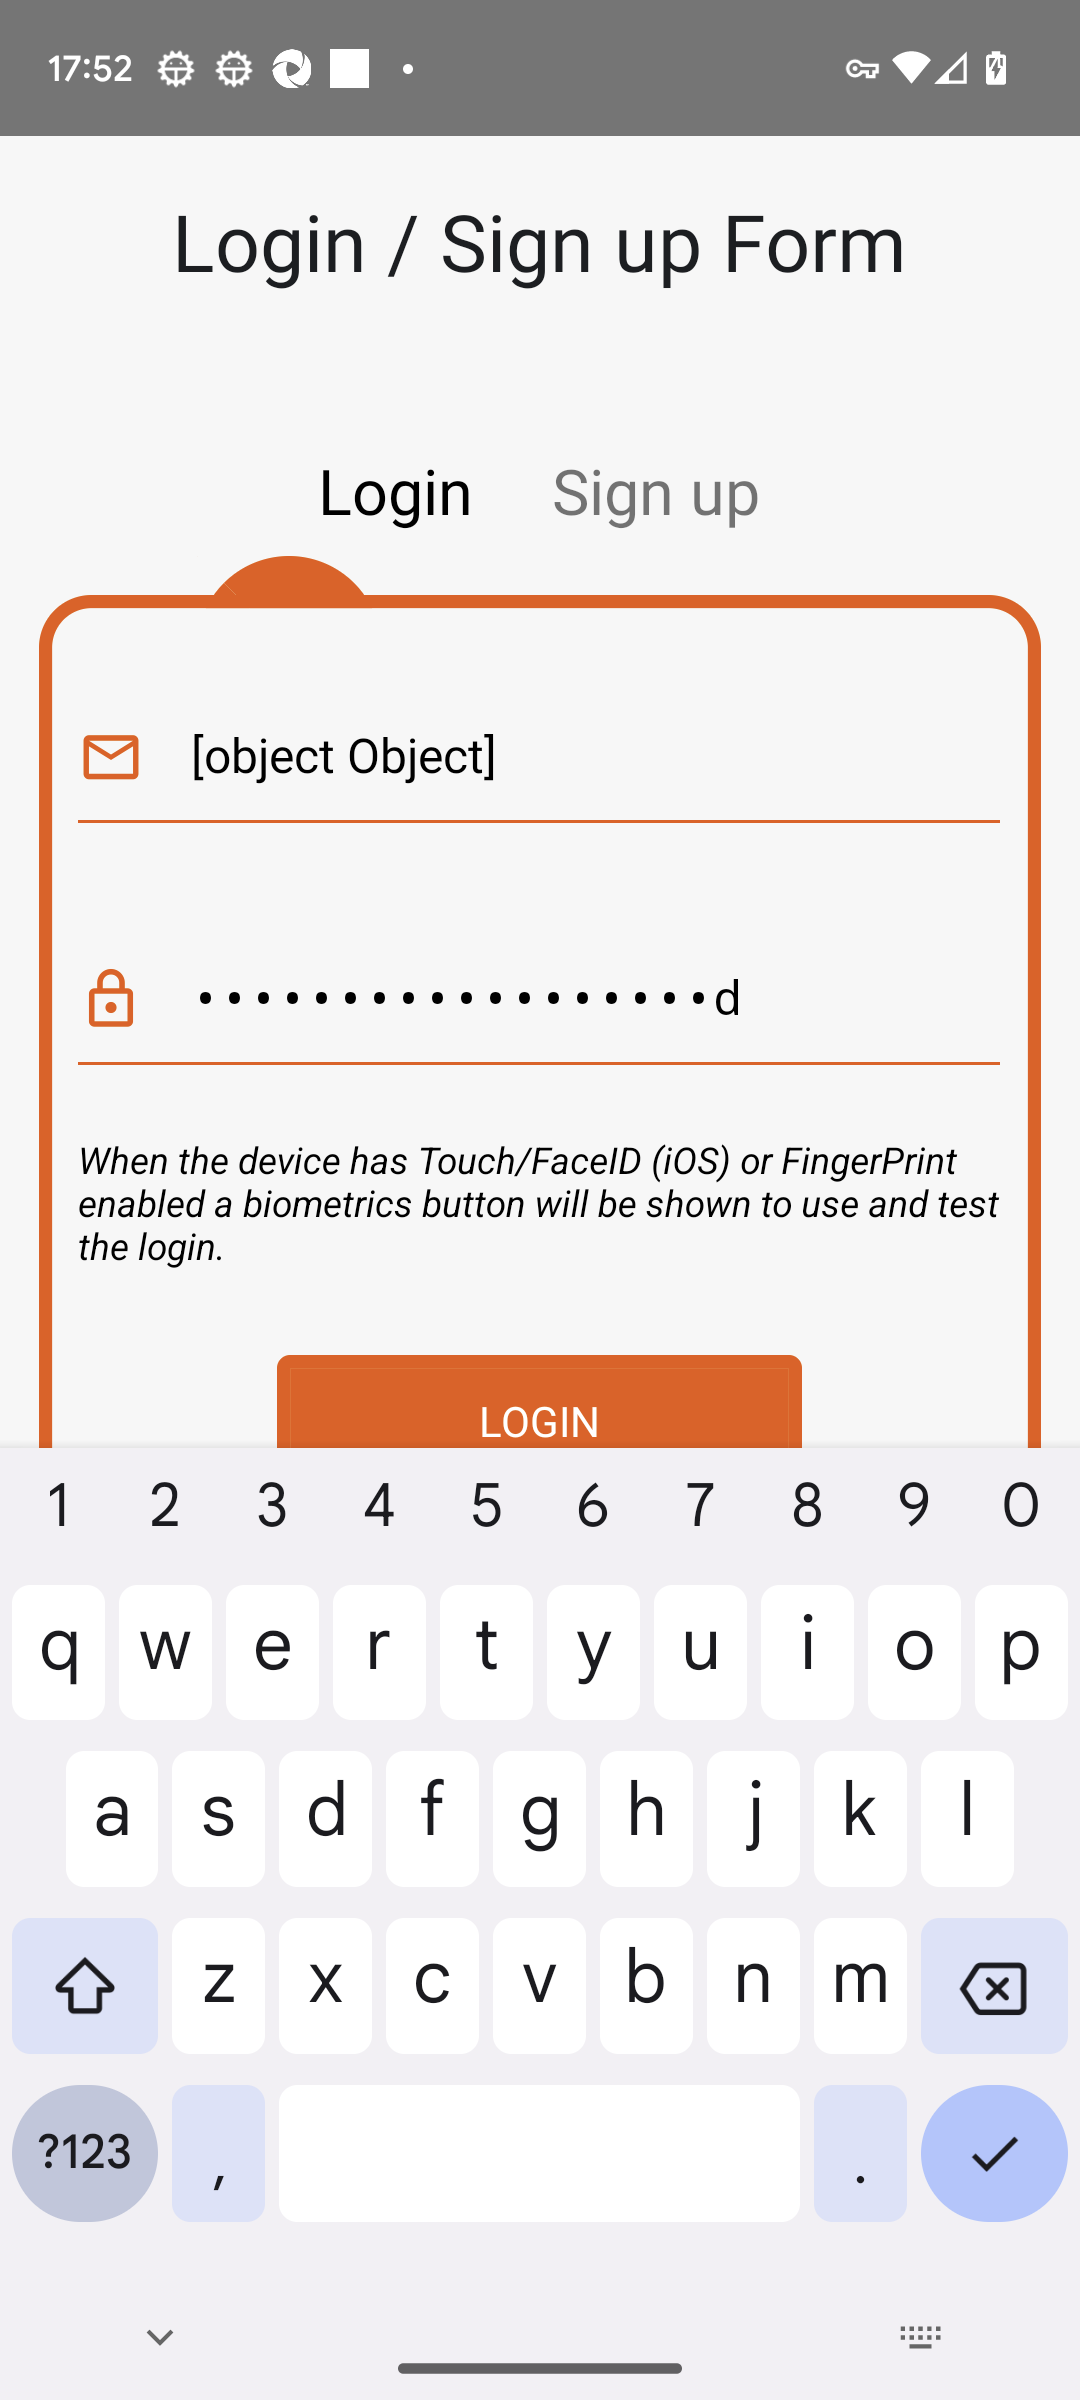 17:52
Login / Sign up Form
Login Sign up
[object Object]
•••••••••••••••••• d
When the device has Touch/FaceID (iOS) or FingerPrint
enabled a biometrics button will be shown to use and test
the login.
LOGIN
1 2 3 4 5 6 7 8 9 0
q w e r t y u i o p
a s d f g h j k l
z x c v b n m
?123 , .